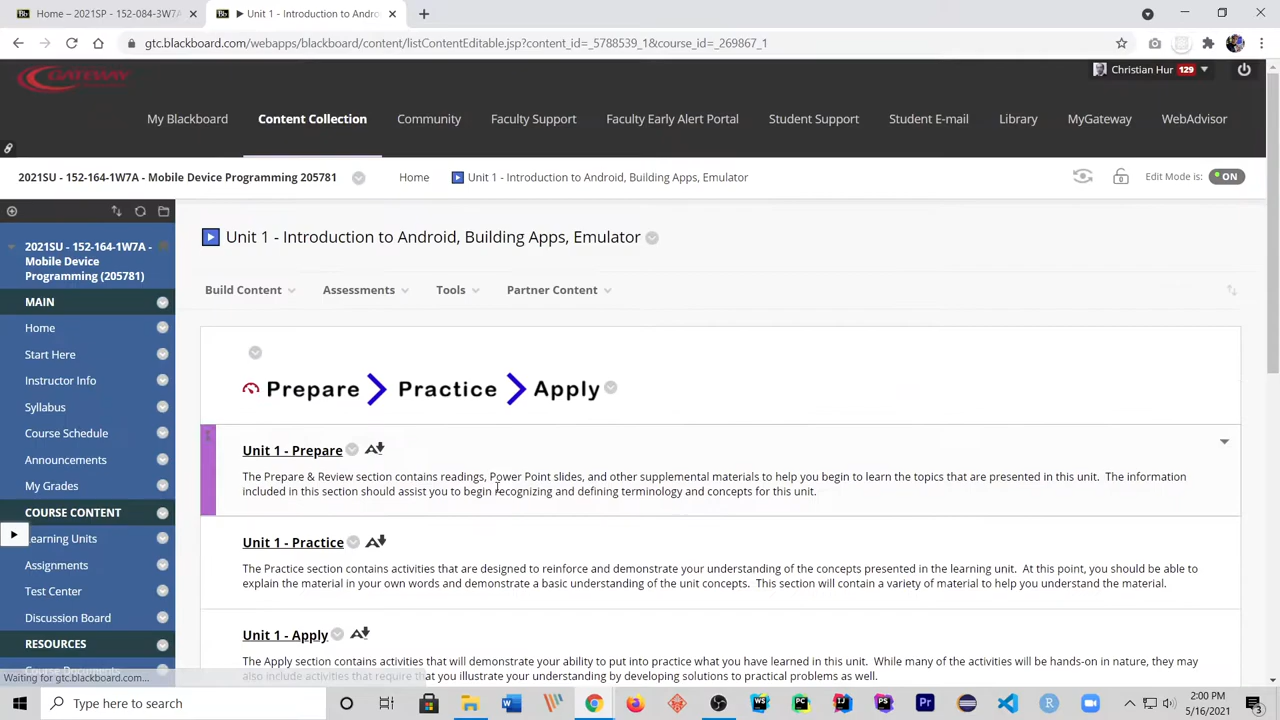 Home – 2021SP - 152-084-3W7A
Unit 1 - Introduction to Andro
gtc.blackboard.com/webapps/blackboard/content/listContentEditable.jsp?content_id=_5788539_1&course_id=_269867_1
GATEWAY
Christian Hur 129
My Blackboard
Content Collection
Community
Faculty Support
Faculty Early Alert Portal
Student Support
Student E-mail
Library
MyGateway
WebAdvisor
2021SU - 152-164-1W7A - Mobile Device Programming 205781
Home
Unit 1 - Introduction to Android, Building Apps, Emulator
Edit Mode is: ON
2021SU - 152-164-1W7A -
Mobile Device
Programming (205781)
MAIN
Home
Start Here
Instructor Info
Syllabus
Course Schedule
Announcements
My Grades
COURSE CONTENT
Learning Units
Assignments
Test Center
Discussion Board
RESOURCES
Unit 1 - Introduction to Android, Building Apps, Emulator
Build Content
Assessments
Tools
Partner Content
Prepare Practice Apply
Unit 1 - Prepare
The Prepare & Review section contains readings, Power Point slides, and other supplemental materials to help you begin to learn the topics that are presented in this unit. The information
included in this section should assist you to begin recognizing and defining terminology and concepts for this unit.
Unit 1 - Practice
The Practice section contains activities that are designed to reinforce and demonstrate your understanding of the concepts presented in the learning unit. At this point, you should be able to
explain the material in your own words and demonstrate a basic understanding of the unit concepts. This section will contain a variety of material to help you understand the material.
Unit 1 - Apply
The Apply section contains activities that will demonstrate your ability to put into practice what you have learned in this unit. While many of the activities will be hands-on in nature, they may
also include activities that require that you illustrate your understanding by developing solutions to practical problems as well.
Waiting for gtc.blackboard.com...
Type here to search
2:00 PM
5/16/2021
3